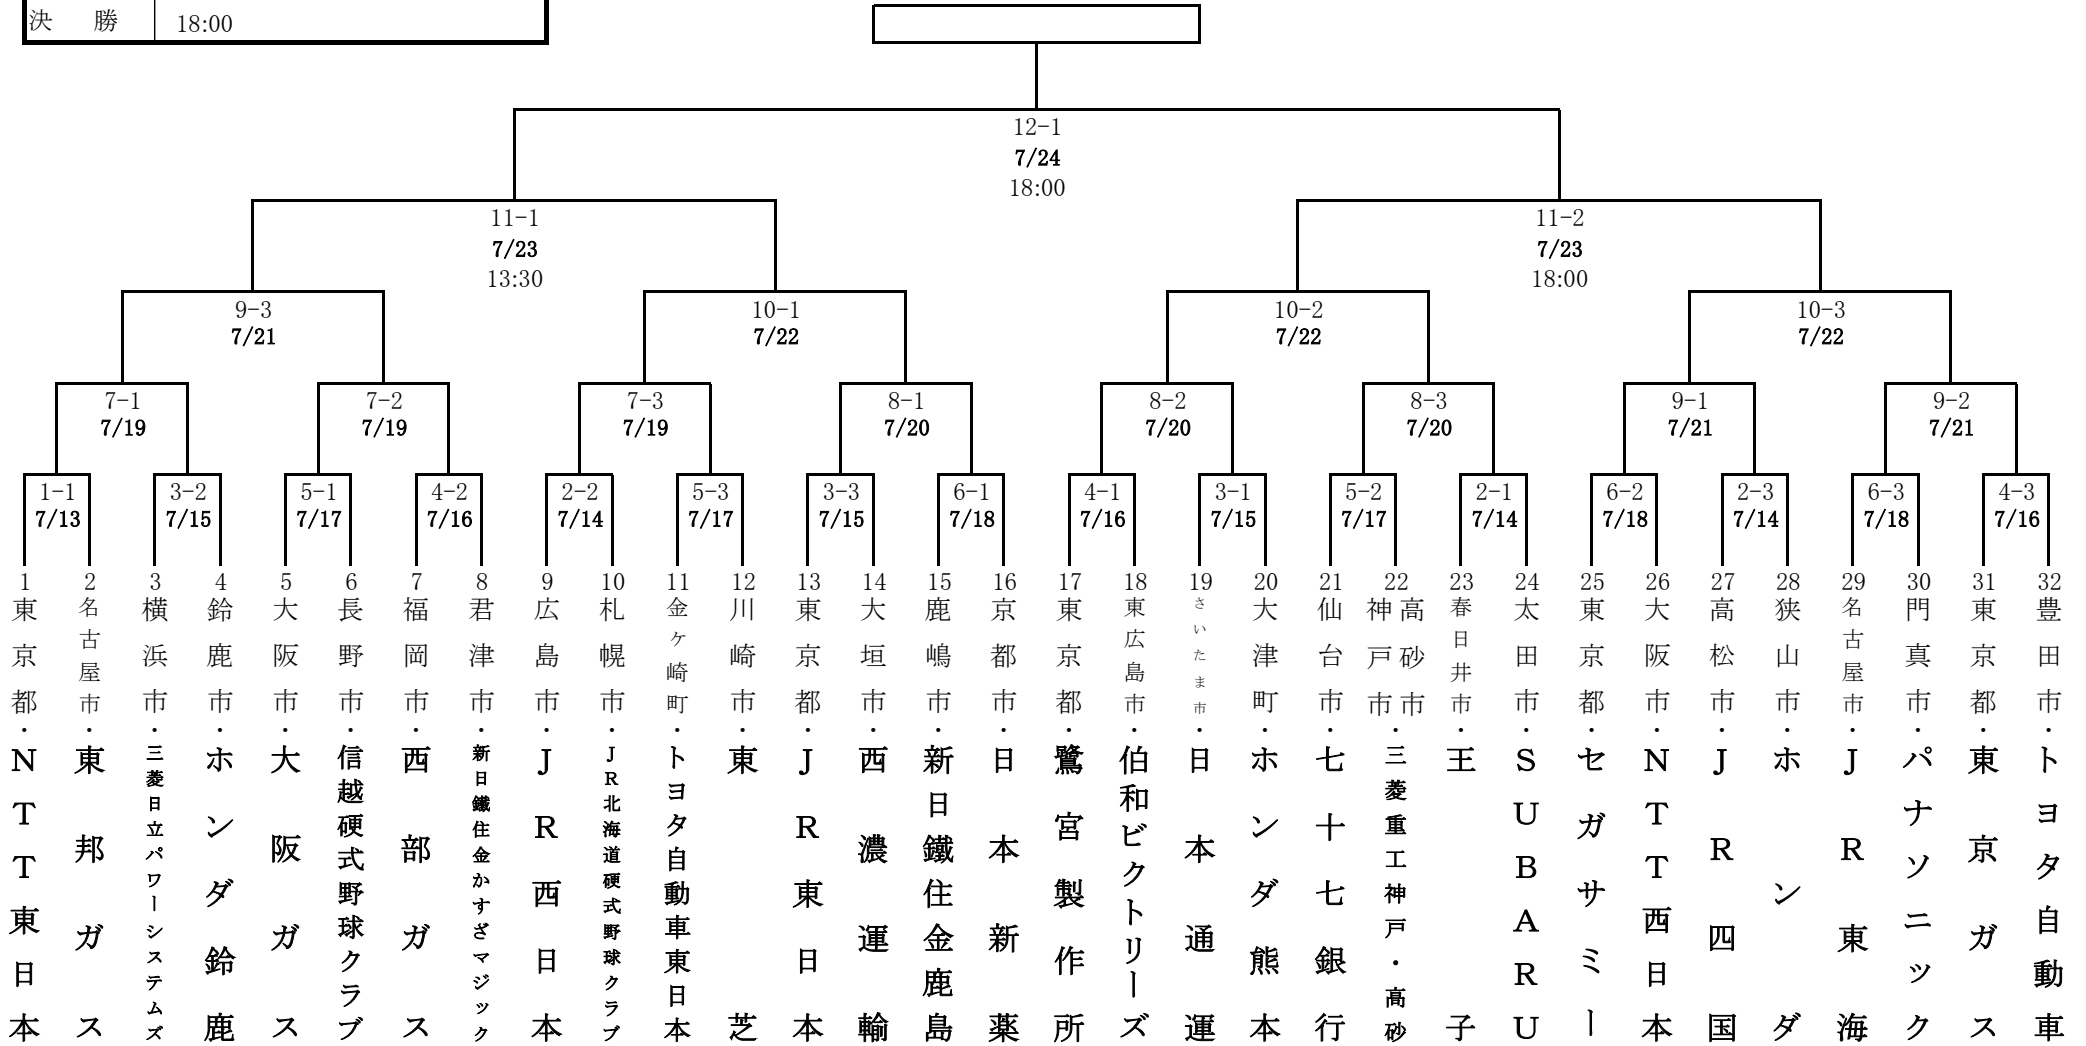 決 勝 18:00
12-1
7/24
18:00
11-1
7/23
13:30
11-2
7/23
18:00
9-3
7/21
10-1
7/22
10-2
7/22
10-3
7/22
7-1
7/19
7-2
7/19
7-3
7/19
8-1
7/20
8-2
7/20
8-3
7/20
9-1
7/21
9-2
7/21
1-1
7/13
3-2
7/15
5-1
7/17
4-2
7/16
2-2
7/14
5-3
7/17
3-3
7/15
6-1
7/18
4-1
7/16
3-1
7/15
5-2
7/17
2-1
7/14
6-2
7/18
2-3
7/14
6-3
7/18
4-3
7/16
1 東京都・NTT東日本
2 名古屋市・東邦ガス
3 横浜市・三菱日立パワーシステムズ
4 鈴鹿市・ホンダ鈴鹿
5 大阪市・大阪ガス
6 長野市・信越硬式野球クラブ
7 福岡市・西部ガス
8 君津市・新日鐵住金かずさマジック
9 広島市・JR西日本
10 札幌市・JR北海道硬式野球クラブ
11 金ケ崎町・トヨタ自動車東日本
12 川崎市・東芝
13 東京都・JR東日本
14 大垣市・西濃運輸
15 鹿嶋市・新日鐵住金鹿島
16 京都市・日本新薬
17 東京都・鷺宮製作所
18 東広島市・伯和ビクトリーズ
19 さいたま市・日本通運
20 大津町・ホンダ熊本
21 仙台市・七十七銀行
22 神戸市高砂市・三菱重工神戸・高砂
23 春日井市・王子
24 太田市・SUBARU
25 東京都・セガサミー
26 大阪市・NTT西日本
27 高松市・JR四国
28 狭山市・ホンダ
29 名古屋市・JR東海
30 門真市・パナソニック
31 東京都・東京ガス
32 豊田市・トヨタ自動車